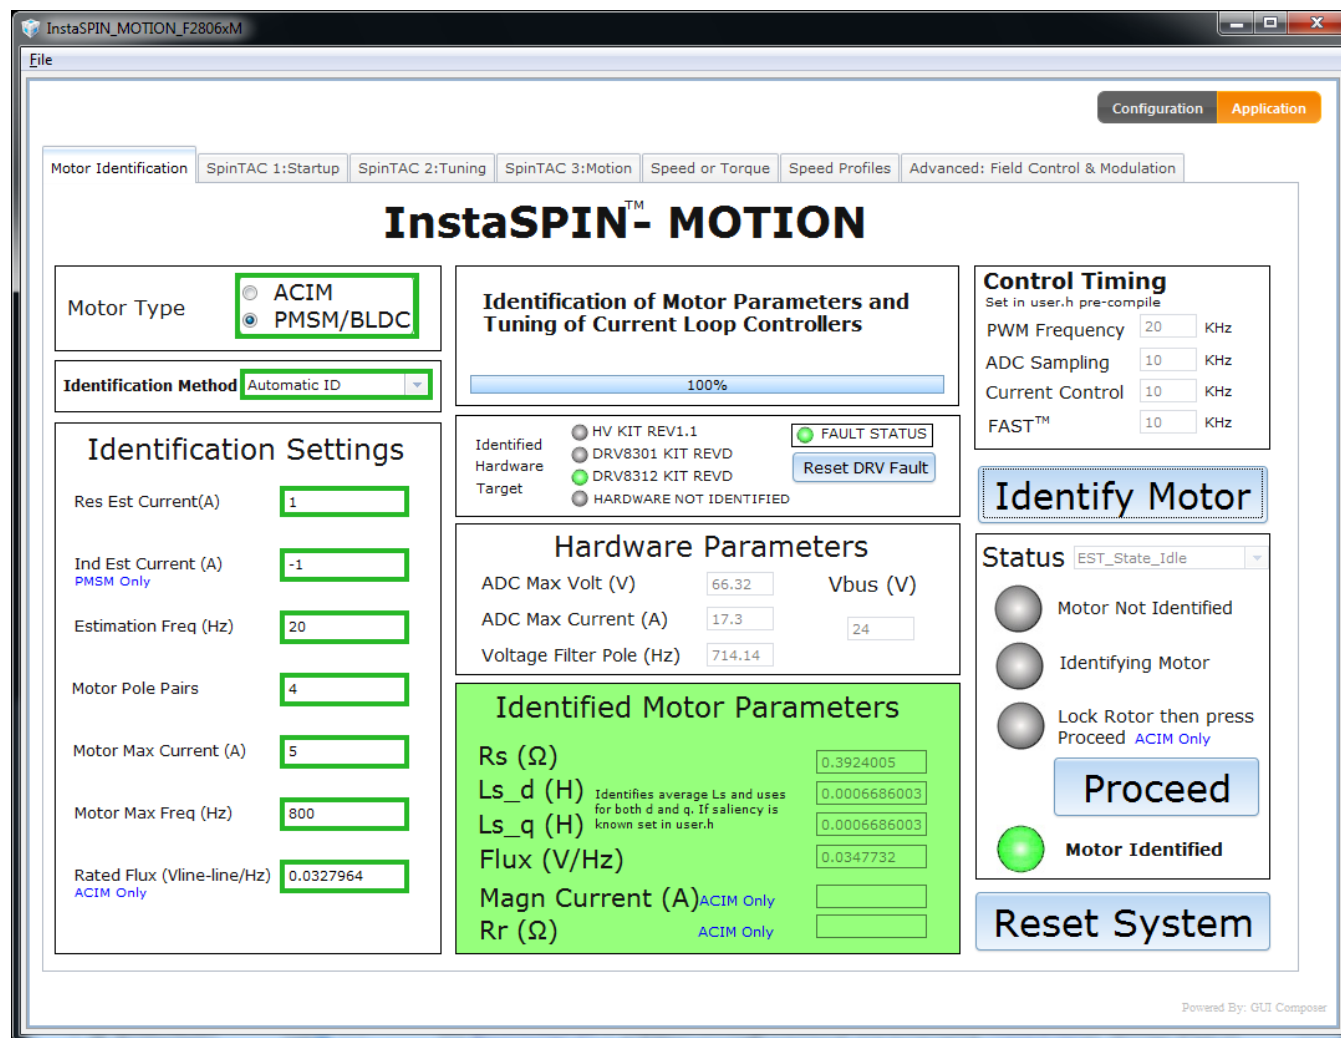 InstaSPIN_MOTION_F2806xM
File
Configuration Application
Motor Identification SpinTAC 1:Startup SpinTAC 2:Tuning SpinTAC 3:Motion Speed or Torque Speed Profiles Advanced: Field Control & Modulation
InstaSPIN™- MOTION
Motor Type
ACIM
PMSM/BLDC
Identification Method Automatic ID
Identification Settings
Res Est Current(A) 1
Ind Est Current (A) -1
PMSM Only
Estimation Freq (Hz) 20
Motor Pole Pairs 4
Motor Max Current (A) 5
Motor Max Freq (Hz) 800
Rated Flux (Vline-line/Hz) 0.0327964
ACIM Only
Identification of Motor Parameters and
Tuning of Current Loop Controllers
100%
Identified
Hardware
Target
HV KIT REV1.1
DRV8301 KIT REVD
DRV8312 KIT REVD
HARDWARE NOT IDENTIFIED
FAULT STATUS
Reset DRV Fault
Hardware Parameters
ADC Max Volt (V) 66.32
ADC Max Current (A) 17.3
Voltage Filter Pole (Hz) 714.14
Vbus (V)
24
Identified Motor Parameters
Rs (Ω) 0.3924005
Ls_d (H) 0.0006686003
Ls_q (H) 0.0006686003
Identifies average Ls and uses
for both d and q. If saliency is
known set in user.h
Flux (V/Hz) 0.0347732
Magn Current (A) ACIM Only
Rr (Ω) ACIM Only
Control Timing
Set in user.h pre-compile
PWM Frequency 20 KHz
ADC Sampling 10 KHz
Current Control 10 KHz
FAST™ 10 KHz
Identify Motor
Status EST_State_Idle
Motor Not Identified
Identifying Motor
Lock Rotor then press
Proceed ACIM Only
Proceed
Motor Identified
Reset System
Powered By: GUI Composer